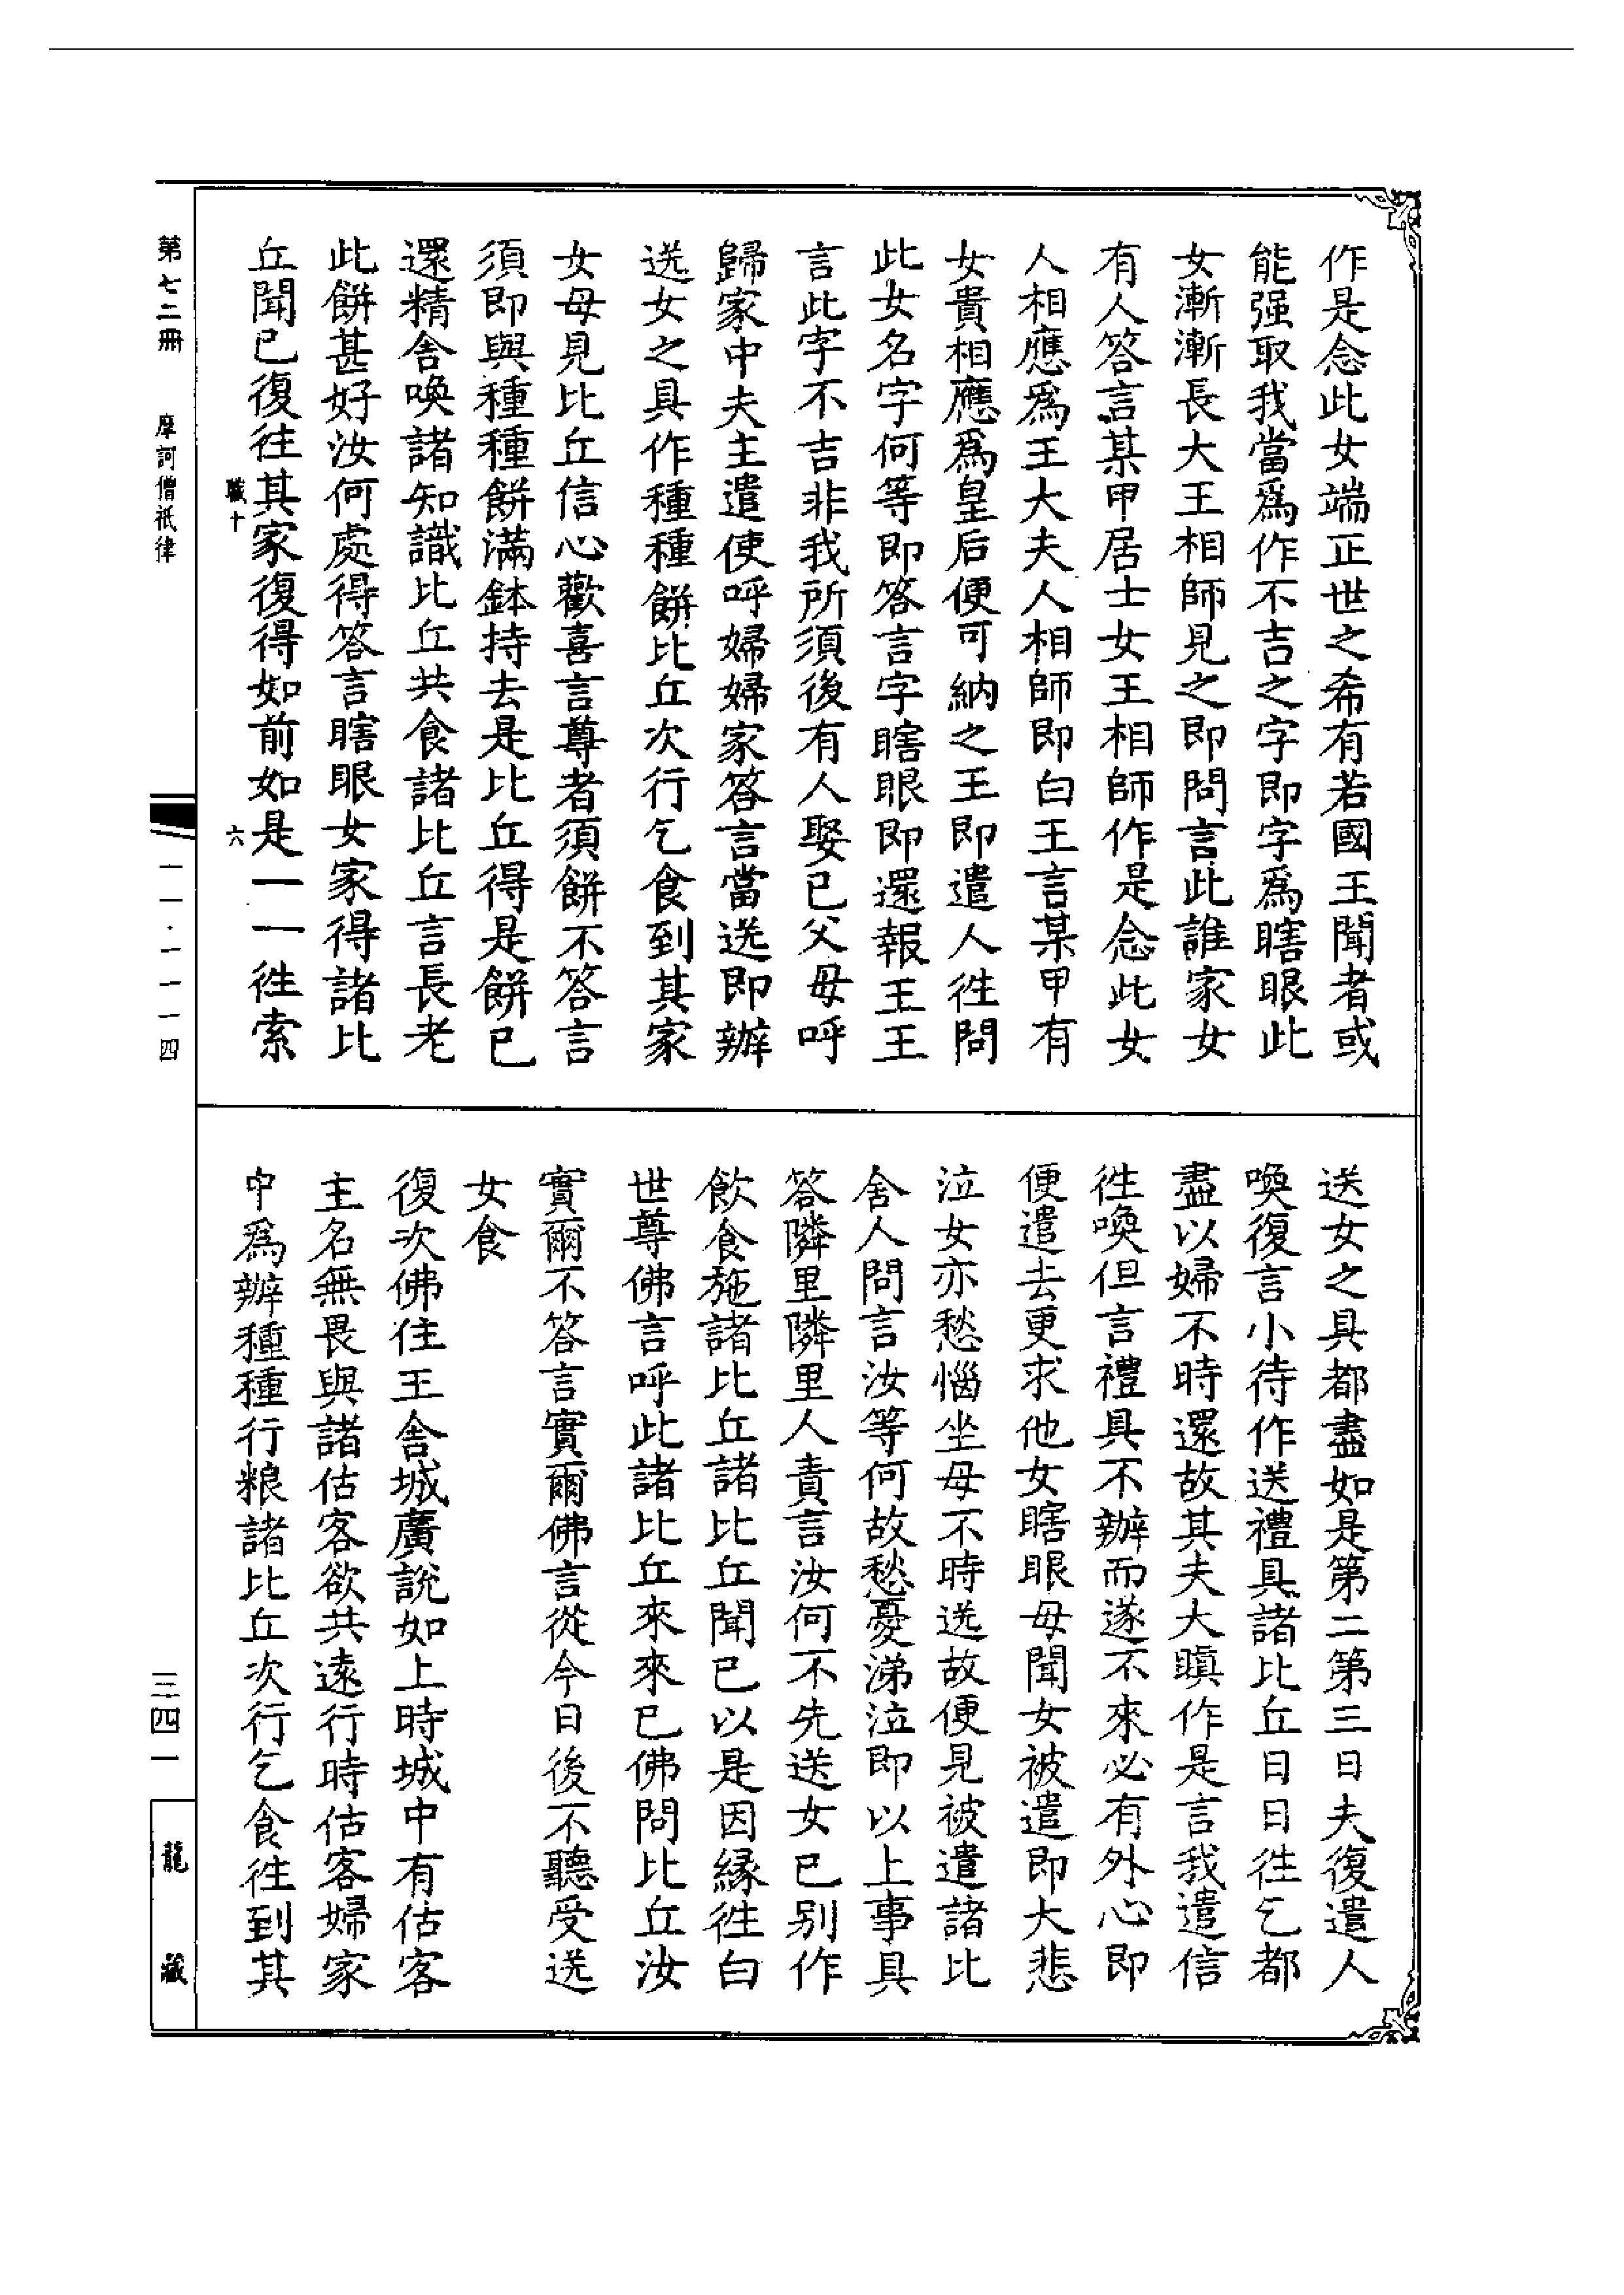 作是念此女端正世之希有若國王聞者或
能强取我當爲作不吉之字即字爲瞎眼此
女漸漸長大王相師見之即問言此誰家女
有人答言某甲居士女王相師作是念此女
人相應爲王大夫人相師即白王言某甲有
女貴相應爲皇后便可納之王即遣人徃問
此女名字何等即答言字瞎眼即還報王王
言此字不吉非我所須後有人娶已父母呼
歸家中夫主遣使呼婦婦家答言當送即辦
送女之具作種種餅比丘次行乞食到其家
女母見比丘信心歡喜言尊者須餅不答言
須即與種種餅滿鉢持去是比丘得是餅已
還精舍喚諸知識比丘共食諸比丘言長老
此餅甚好汝何處得答言瞎眼女家得諸比
丘聞已復往其家復得如前如是一一徃索
送女之具都盡如是第二第三日夫復遣人
喚復言小待作送禮具諸比丘日日徃乞都
盡以婦不時還故其夫大瞋作是言我遣信
徃喚但言禮具不辦而遂不來必有外心即
便遣去更求他女瞎眼母聞女被遣即大悲
泣女亦愁惱坐母不時送故便見被遣諸比
舍人問言汝等何故愁憂涕泣即以上事具
答隣里隣里人責言汝何不先送女已别作
飲食施諸比丘諸比丘聞已以是因緣徃白
世尊佛言呼此諸比丘來來已佛問比丘汝
實爾不答言實爾佛言從今日後不聽受送
女食
復次佛住王舍城廣說如上時城中有估客
主名無畏與諸估客欲共遠行時估客婦家
中爲辦種種行粮諸比丘次行乞食徃到其
職十 六
第七二冊 摩訶僧祇律 一一·一一一四
三四一
龍藏